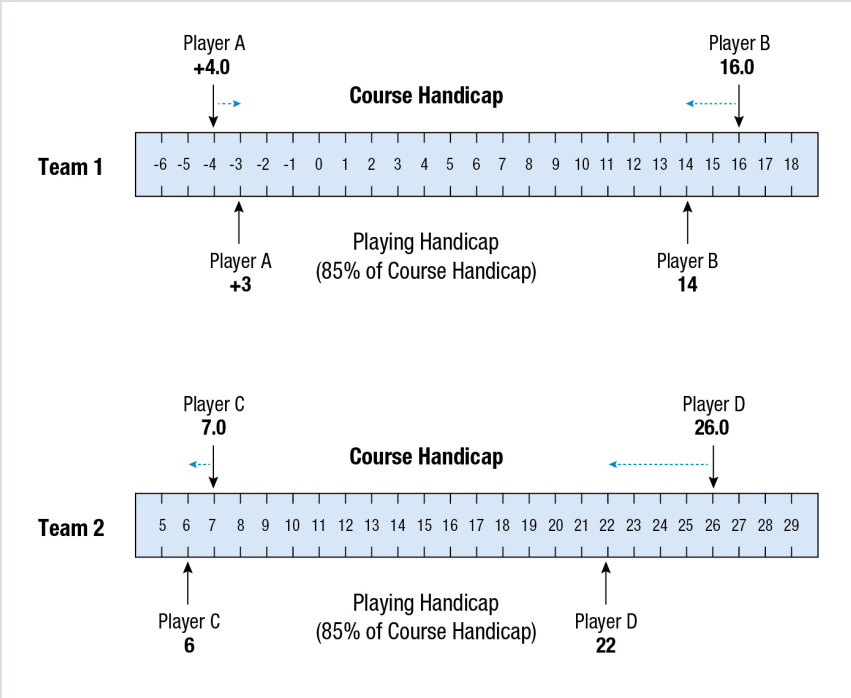 Player A
+4.0
Player B
16.0
Course Handicap
Team 1
-6 -5 -4 -3 -2 -1 0 1 2 3 4 5 6 7 8 9 10 11 12 13 14 15 16 17 18
Player A
+3
Playing Handicap
(85% of Course Handicap)
Player B
14
Player C
7.0
Player D
26.0
Course Handicap
Team 2
5 6 7 8 9 10 11 12 13 14 15 16 17 18 19 20 21 22 23 24 25 26 27 28 29
Player C
6
Playing Handicap
(85% of Course Handicap)
Player D
22